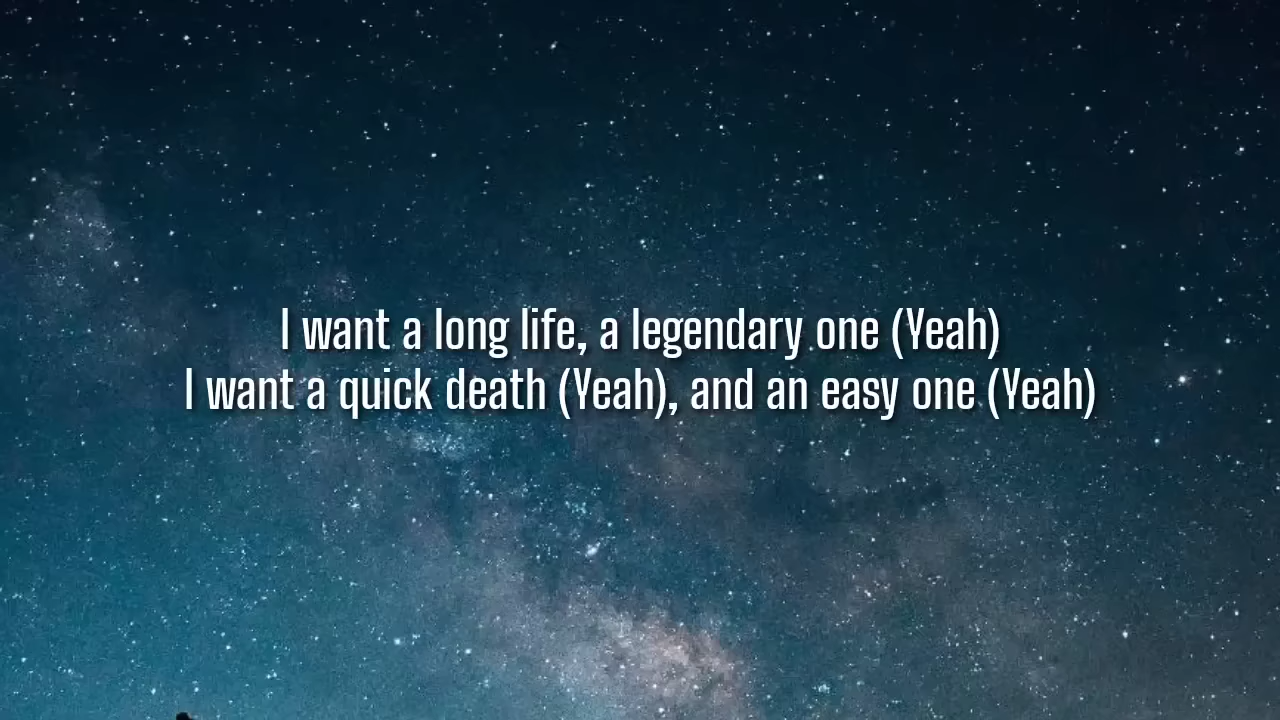 I want a long life, a legendary one (Yeah)
I want a quick death (Yeah), and an easy one (Yeah)